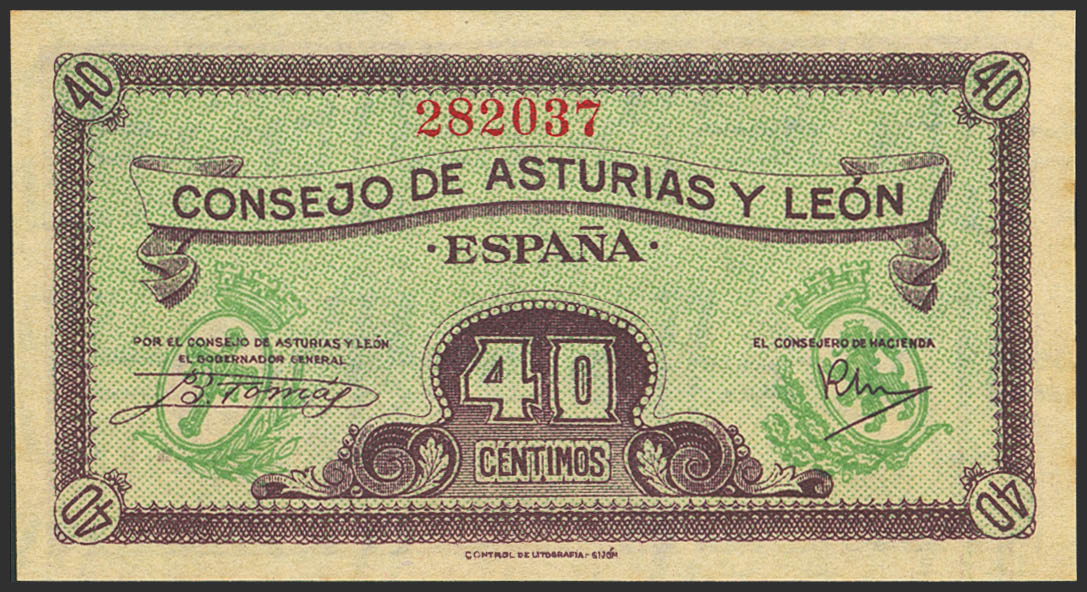 40
40
282037
CONSEJO DE ASTURIAS Y LEÓN
·ESPAÑA·
POR EL CONSEJO DE ASTURIAS Y LEÓN
EL GOBERNADOR GENERAL
EL CONSEJERO DE HACIENDA
B. Tomás
40
CÉNTIMOS
40
40
CONTROL DE LITOGRAFIA.- GIJÓN